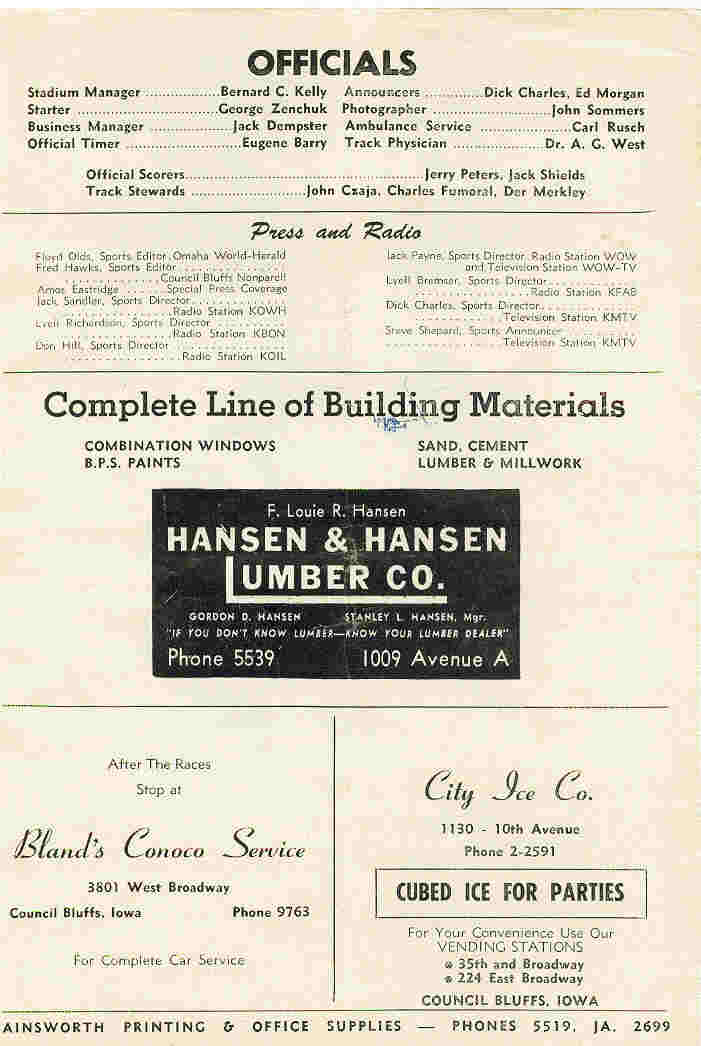 OFFICIALS
Stadium Manager .................Bernard C. Kelly
Starter ................................George Zenchuk
Business Manager ...................Jack Dempster
Official Timer ...........................Eugene Barry
Announcers .............Dick Charles, Ed Morgan
Photographer ...........................John Sommers
Ambulance Service .....................Carl Rusch
Track Physician .....................Dr. A. G. West
Official Scorers.......................................................Jerry Peters, Jack Shields
Track Stewards ..........................John Czaja, Charles Fumoral, Der Merkley
Press and Radio
Floyd Olds, Sports Editor.Omaha World-Herald
Fred Hawks, Sports Editor ................
...............Council Bluffs Nonpareil
Amos Eastridge .......Special Press Coverage
Jack Sandler, Sports Director..............
.................Radio Station KOWH
Lyell Richardson, Sports Director ..........
.................Radio Station KBON
Don Hill, Sports Director ................
..................Radio Station KOIL
Jack Payne, Sports Director. Radio Station WOW
and Television Station WOW-TV
Lyell Bremser, Sports Director..............
...................Radio Station KFAB
Dick Charles, Sports Director..............
...............Television Station KMTV
Steve Shepard, Sports Announcer ..........
...............Television Station KMTV
Complete Line of Building Materials
COMBINATION WINDOWS
B.P.S. PAINTS
SAND, CEMENT
LUMBER & MILLWORK
F. Louie R. Hansen
HANSEN & HANSEN
LUMBER CO.
GORDON D. HANSEN STANLEY L. HANSEN, Mgr.
"IF YOU DON'T KNOW LUMBER—KNOW YOUR LUMBER DEALER"
Phone 5539 1009 Avenue A
After The Races
Stop at
Bland's Conoco Service
3801 West Broadway
Council Bluffs, Iowa Phone 9763
For Complete Car Service
City Ice Co.
1130 - 10th Avenue
Phone 2-2591
CUBED ICE FOR PARTIES
For Your Convenience Use Our
VENDING STATIONS
@ 35th and Broadway
@ 224 East Broadway
COUNCIL BLUFFS, IOWA
AINSWORTH PRINTING & OFFICE SUPPLIES — PHONES 5519, JA. 2699